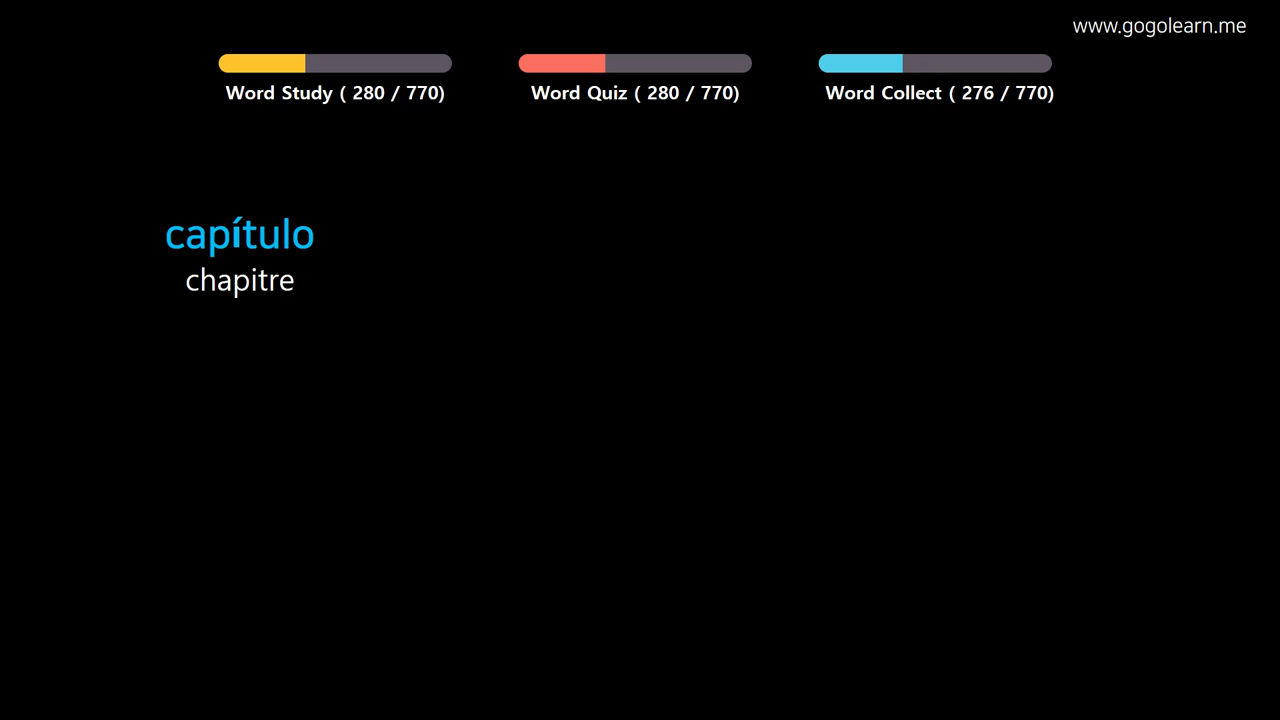 www.gogolearn.me
Word Study ( 280 / 770)
Word Quiz ( 280 / 770)
Word Collect ( 276 / 770)
capítulo
chapitre